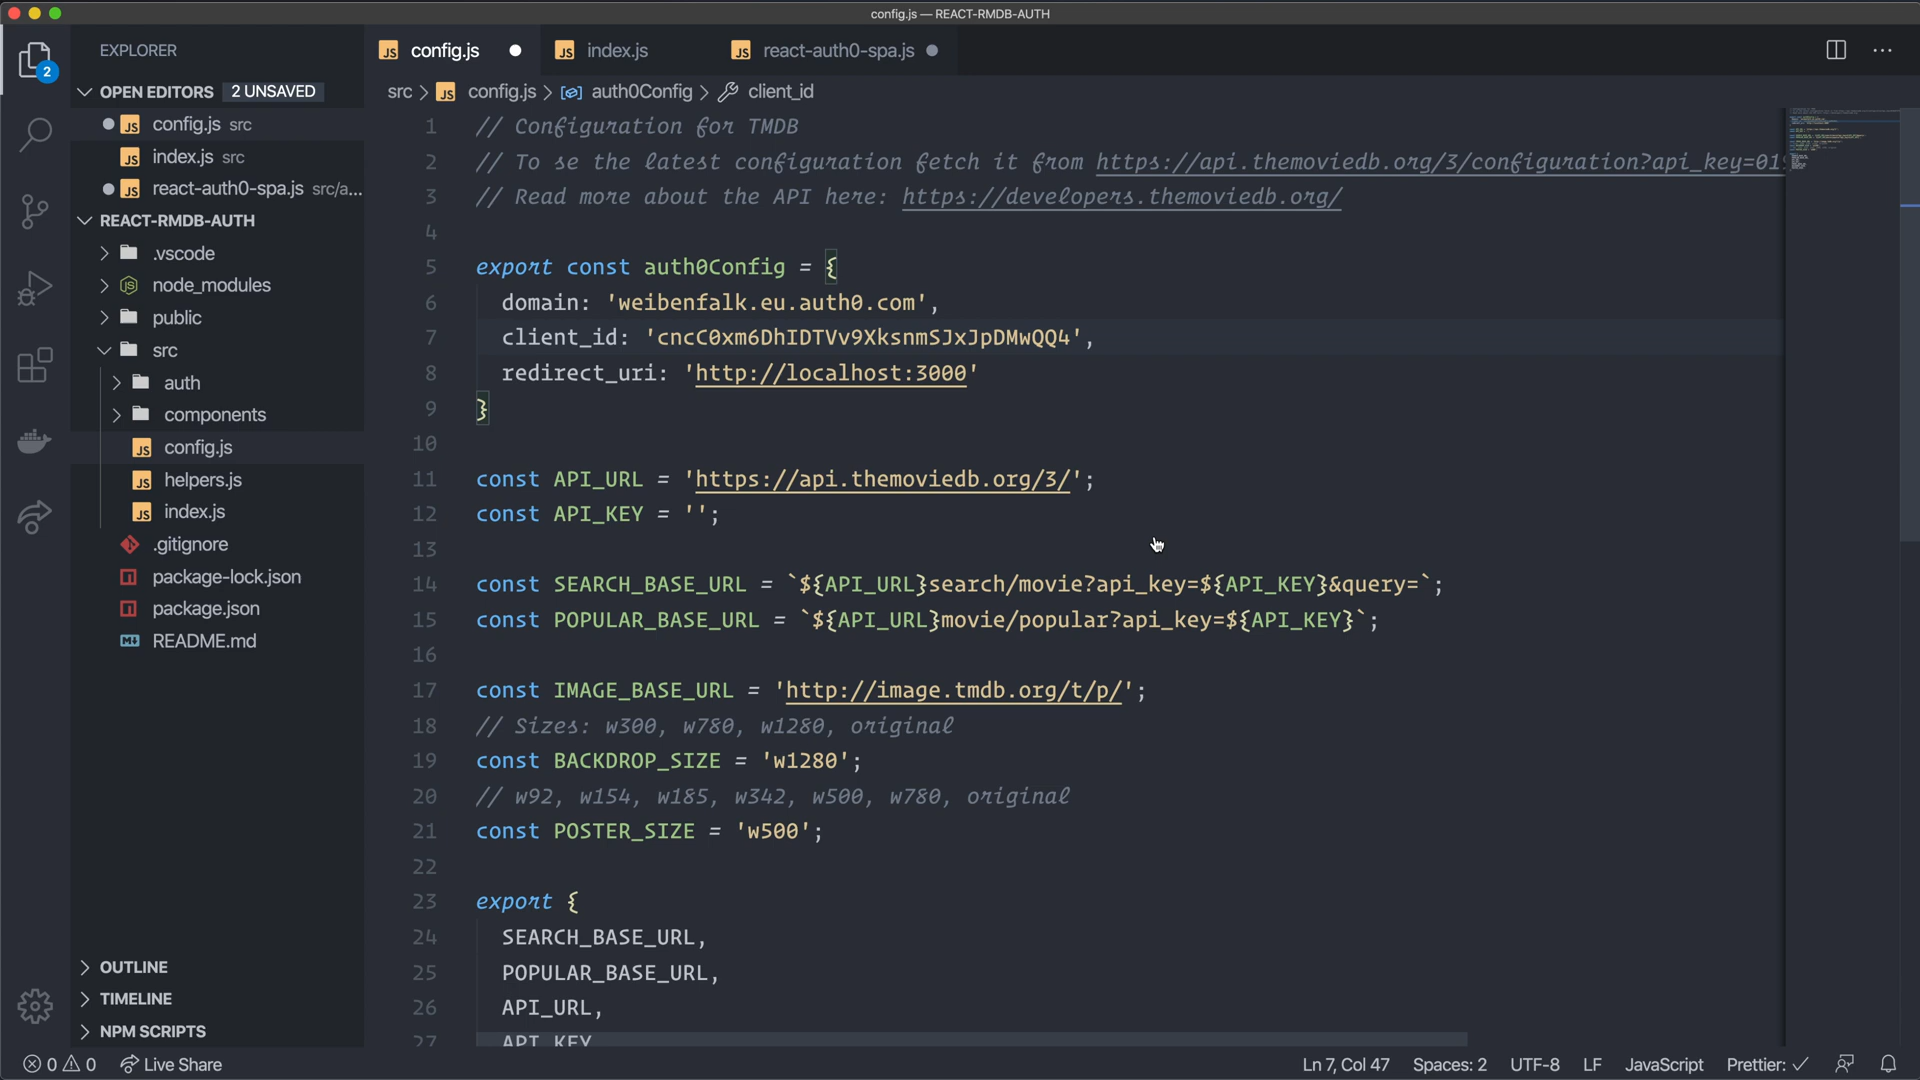 config.js — REACT-RMDB-AUTH
EXPLORER
config.js
index.js
react-auth0-spa.js
2
OPEN EDITORS 2 UNSAVED
config.js src
index.js src
react-auth0-spa.js src/a...
REACT-RMDB-AUTH
.vscode
node_modules
public
src
auth
components
config.js
helpers.js
index.js
.gitignore
package-lock.json
package.json
README.md
OUTLINE
TIMELINE
NPM SCRIPTS
src > config.js > auth0Config > client_id
1 // Configuration for TMDB
2 // To se the latest configuration fetch it from https://api.themoviedb.org/3/configuration?api_key=019
3 // Read more about the API here: https://developers.themoviedb.org/
4
5 export const auth0Config = {
6 domain: 'weibenfalk.eu.auth0.com',
7 client_id: 'cncC0xm6DhIDTVv9XksnmSJxJpDMwQQ4',
8 redirect_uri: 'http://localhost:3000'
9 }
10
11 const API_URL = 'https://api.themoviedb.org/3/';
12 const API_KEY = '';
13
14 const SEARCH_BASE_URL = `${API_URL}search/movie?api_key=${API_KEY}&query=`;
15 const POPULAR_BASE_URL = `${API_URL}movie/popular?api_key=${API_KEY}`;
16
17 const IMAGE_BASE_URL = 'http://image.tmdb.org/t/p/';
18 // Sizes: w300, w780, w1280, original
19 const BACKDROP_SIZE = 'w1280';
20 // w92, w154, w185, w342, w500, w780, original
21 const POSTER_SIZE = 'w500';
22
23 export {
24 SEARCH_BASE_URL,
25 POPULAR_BASE_URL,
26 API_URL,
27 API_KEY
0 0 Live Share
Ln 7, Col 47 Spaces: 2 UTF-8 LF JavaScript Prettier: ✓